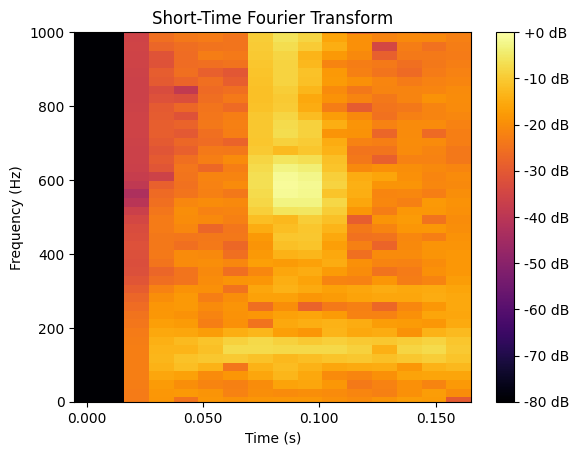 Short-Time Fourier Transform
1000
800
600
400
200
0
Frequency (Hz)
0.000
0.050
0.100
0.150
Time (s)
+0 dB
-10 dB
-20 dB
-30 dB
-40 dB
-50 dB
-60 dB
-70 dB
-80 dB